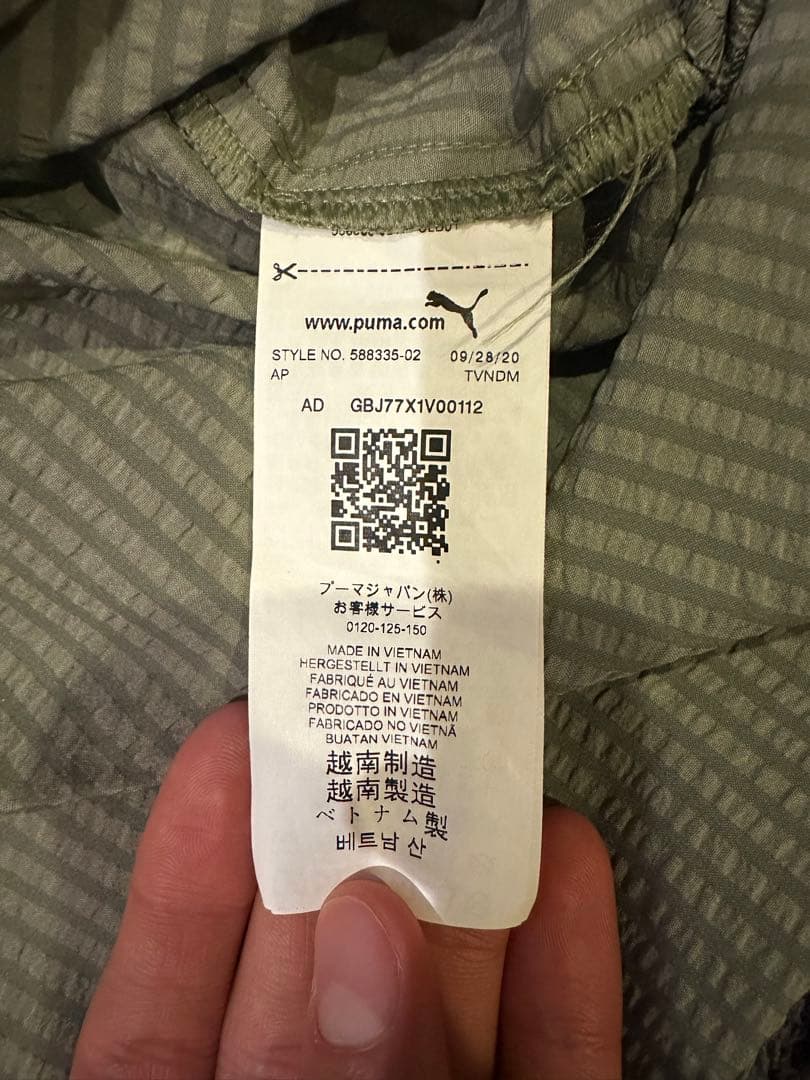 www.puma.com
STYLE NO. 588335-02 09/28/20
AP TVNDM
AD GBJ77X1V00112
プーマジャパン(株)
お客様サービス
0120-125-150
MADE IN VIETNAM
HERGESTELLT IN VIETNAM
FABRIQUÉ AU VIETNAM
FABRICADO EN VIETNAM
PRODOTTO IN VIETNAM
FABRICADO NO VIETNÃ
BUATAN VIETNAM
越南制造
越南製造
ベトナム製
베트남 산